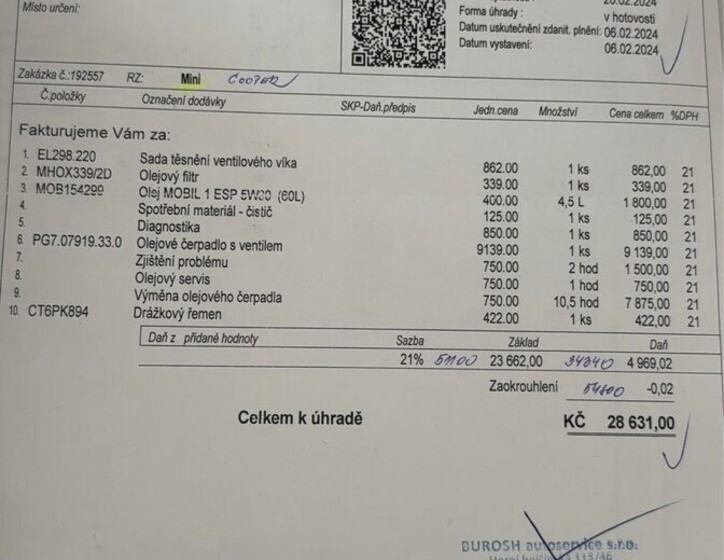 Místo určení:
20.02.2024
Forma úhrady: v hotovosti
Datum uskutečnění zdanit. plnění: 06.02.2024
Datum vystavení: 06.02.2024
Zakázka č.:192557 RZ: Mini Cooper
Č.položky Označení dodávky SKP-Daň.předpis Jedn.cena Množství Cena celkem %DPH
Fakturujeme Vám za:
1. EL298.220 Sada těsnění ventilového víka 862.00 1 ks 862,00 21
2. MHOX339/2D Olejový filtr 339.00 1 ks 339,00 21
3. MOB154299 Olej MOBIL 1 ESP 5W30 (60L) 400.00 4,5 L 1 800,00 21
4. Spotřební materiál - čistič 125.00 1 ks 125,00 21
5. Diagnostika 850.00 1 ks 850,00 21
6. PG7.07919.33.0 Olejové čerpadlo s ventilem 9139.00 1 ks 9 139,00 21
7. Zjištění problému 750.00 2 hod 1 500,00 21
8. Olejový servis 750.00 1 hod 750,00 21
9. Výměna olejového čerpadla 750.00 10,5 hod 7 875,00 21
10. CT6PK894 Drážkový řemen 422.00 1 ks 422,00 21
Daň z přidané hodnoty Sazba Základ Daň
21% 51100 23 662,00 34340 4 969,02
Zaokrouhlení 54800 -0,02
Celkem k úhradě KČ 28 631,00
BUROSH autoservice s.r.o.